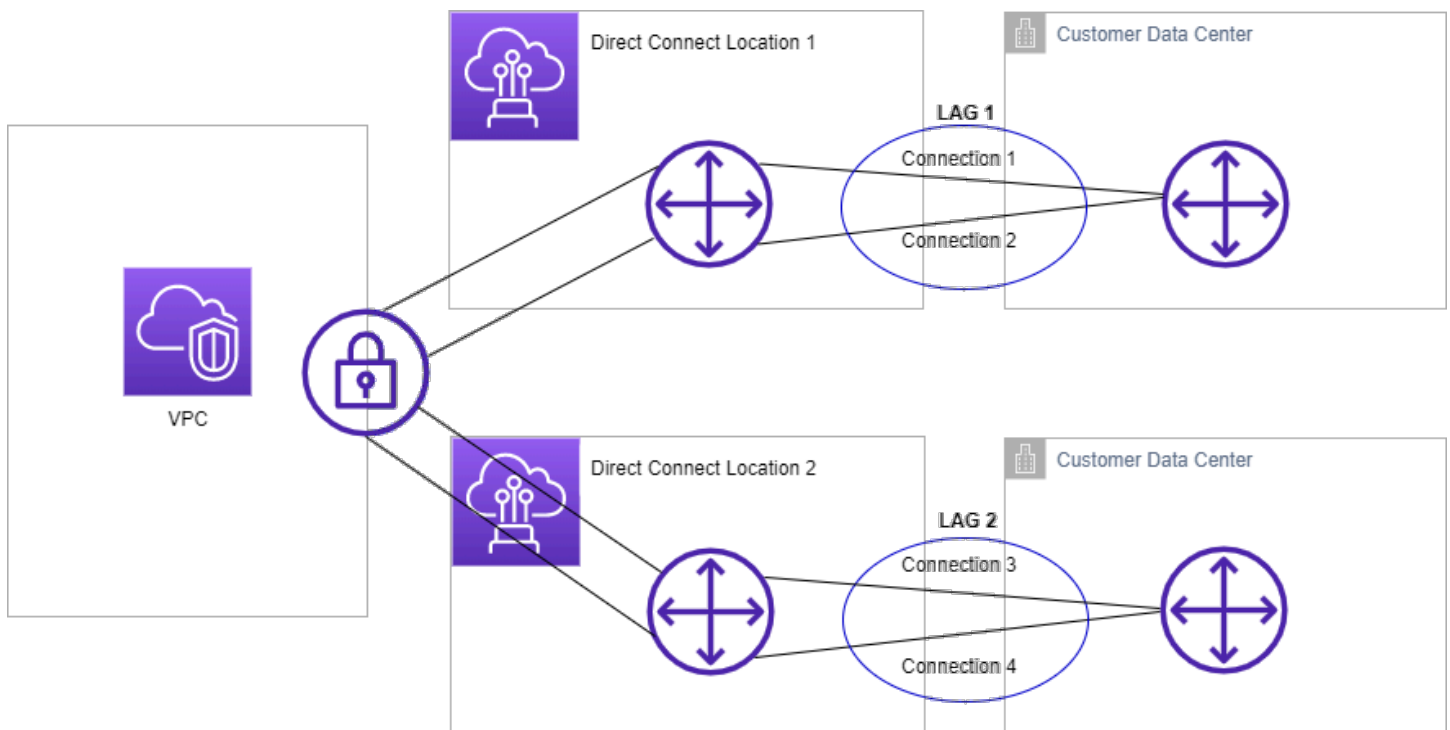 Direct Connect Location 1
Customer Data Center
LAG 1
Connection 1
Connection 2
VPC
Direct Connect Location 2
Customer Data Center
LAG 2
Connection 3
Connection 4